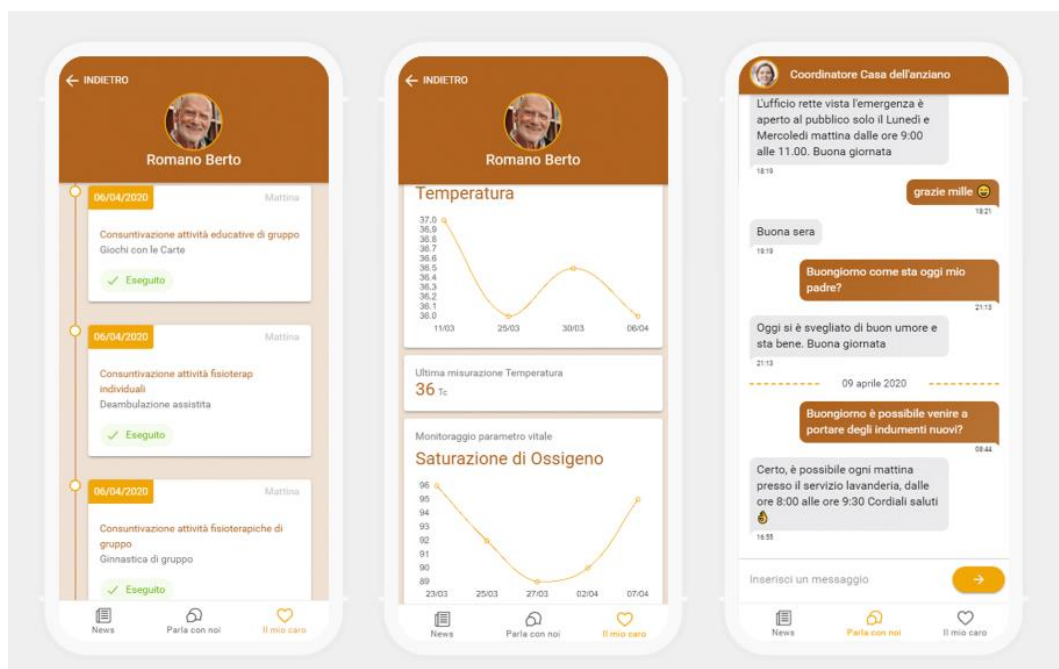 INDIETRO
Romano Berto
06/04/2020
Mattina
Consuntivazione attività educative di gruppo
Giochi con le Carte
Eseguito
06/04/2020
Mattina
Consuntivazione attività fisioterap
individuali
Deambulazione assistita
Eseguito
06/04/2020
Mattina
Consuntivazione attività fisioterapiche di
gruppo
Ginnastica di gruppo
Eseguito
News
Parla con noi
Il mio caro
INDIETRO
Romano Berto
Temperatura
37.0
36.9
36.8
36.7
36.6
36.5
36.4
36.3
36.2
36.1
36.0
11/03 25/03 30/03 06/04
Ultima misurazione Temperatura
36 Tc
Monitoraggio parametro vitale
Saturazione di Ossigeno
96
95
94
93
92
91
90
89
23/03 25/03 27/03 02/04 07/04
News
Parla con noi
Il mio caro
Coordinatore Casa dell'anziano
L'ufficio rette vista l'emergenza è
aperto al pubblico solo il Lunedì e
Mercoledì mattina dalle ore 9:00
alle 11.00. Buona giornata
18:19
grazie mille 😄
18:21
Buona sera
19:19
Buongiorno come sta oggi mio
padre?
21:13
Oggi si è svegliato di buon umore e
sta bene. Buona giornata
21:13
09 aprile 2020
Buongiorno è possibile venire a
portare degli indumenti nuovi?
08:44
Certo, è possibile ogni mattina
presso il servizio lavanderia, dalle
ore 8:00 alle ore 9:30 Cordiali saluti
👌
16:55
Inserisci un messaggio
News
Parla con noi
Il mio caro